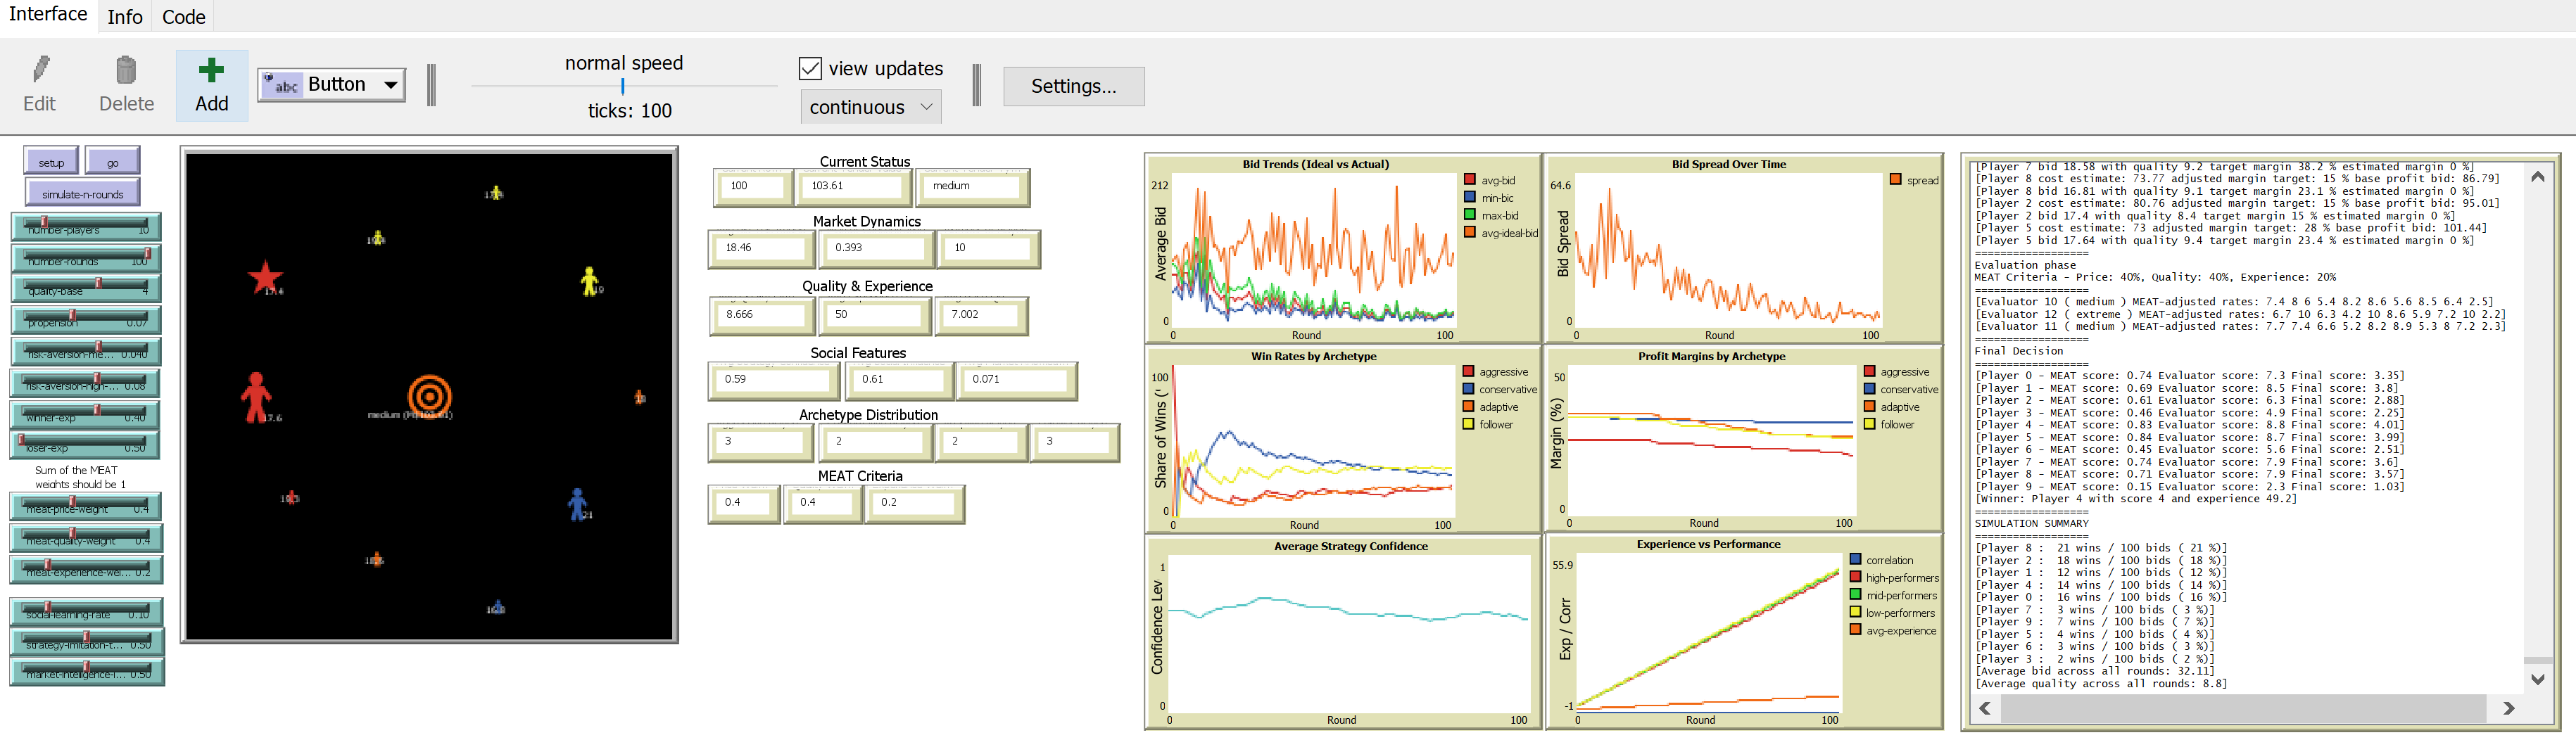 Interface Info Code
Edit Delete Add
abc Button
normal speed
ticks: 100
view updates
continuous
Settings...
setup go
simulate-n-rounds
number-players 10
number-rounds 100
quality-base 4
propension 0.07
risk-aversion-me... 0.040
risk-aversion-high-... 0.08
winner-exp 0.40
loser-exp 0.50
Sum of the MEAT
weights should be 1
meat-price-weight 0.4
meat-quality-weight 0.4
meat-experience-wei... 0.2
social-learning-rate 0.10
strategy-imitation-t... 0.50
market-intelligence-l... 0.50
17.4
19
17.6
21
Current Status
100 103.61 medium
Market Dynamics
18.46 0.393 10
Quality & Experience
8.666 50 7.002
Social Features
0.59 0.61 0.071
Archetype Distribution
3 2 2 3
MEAT Criteria
0.4 0.4 0.2
Bid Trends (Ideal vs Actual)
Average Bid
212
0
0 Round 100
avg-bid
min-bic
max-bid
avg-ideal-bid
Bid Spread Over Time
Bid Spread
64.6
0
0 Round 100
spread
Win Rates by Archetype
Share of Wins (
100
0
0 Round 100
aggressive
conservative
adaptive
follower
Profit Margins by Archetype
Margin (%)
50
0
0 Round 100
aggressive
conservative
adaptive
follower
Average Strategy Confidence
Confidence Lev
1
0
0 Round 100
Experience vs Performance
Exp / Corr
55.9
-1
0 Round 100
correlation
high-performers
mid-performers
low-performers
avg-experience
[Player 7 bid 18.58 with quality 9.2 target margin 38.2 % estimated margin 0 %]
[Player 8 cost estimate: 73.77 adjusted margin target: 15 % base profit bid: 86.79]
[Player 8 bid 16.81 with quality 9.1 target margin 23.1 % estimated margin 0 %]
[Player 2 cost estimate: 80.76 adjusted margin target: 15 % base profit bid: 95.01]
[Player 2 bid 17.4 with quality 8.4 target margin 15 % estimated margin 0 %]
[Player 5 cost estimate: 73 adjusted margin target: 28 % base profit bid: 101.44]
[Player 5 bid 17.64 with quality 9.4 target margin 23.4 % estimated margin 0 %]
==================
Evaluation phase
MEAT Criteria - Price: 40%, Quality: 40%, Experience: 20%
==================
[Evaluator 10 ( medium ) MEAT-adjusted rates: 7.4 8 6 5.4 8.2 8.6 5.6 8.5 6.4 2.5]
[Evaluator 12 ( extreme ) MEAT-adjusted rates: 6.7 10 6.3 4.2 10 8.6 5.9 7.2 10 2.2]
[Evaluator 11 ( medium ) MEAT-adjusted rates: 7.7 7.4 6.6 5.2 8.2 8.9 5.3 8 7.2 2.3]
==================
Final Decision
==================
[Player 0 - MEAT score: 0.74 Evaluator score: 7.3 Final score: 3.35]
[Player 1 - MEAT score: 0.69 Evaluator score: 8.5 Final score: 3.8]
[Player 2 - MEAT score: 0.61 Evaluator score: 6.3 Final score: 2.88]
[Player 3 - MEAT score: 0.46 Evaluator score: 4.9 Final score: 2.25]
[Player 4 - MEAT score: 0.83 Evaluator score: 8.8 Final score: 4.01]
[Player 5 - MEAT score: 0.84 Evaluator score: 8.7 Final score: 3.99]
[Player 6 - MEAT score: 0.45 Evaluator score: 5.6 Final score: 2.51]
[Player 7 - MEAT score: 0.74 Evaluator score: 7.9 Final score: 3.6]
[Player 8 - MEAT score: 0.71 Evaluator score: 7.9 Final score: 3.57]
[Player 9 - MEAT score: 0.15 Evaluator score: 2.3 Final score: 1.03]
[Winner: Player 4 with score 4 and experience 49.2]
==================
SIMULATION SUMMARY
==================
[Player 8 : 21 wins / 100 bids ( 21 %)]
[Player 2 : 18 wins / 100 bids ( 18 %)]
[Player 1 : 12 wins / 100 bids ( 12 %)]
[Player 4 : 14 wins / 100 bids ( 14 %)]
[Player 0 : 16 wins / 100 bids ( 16 %)]
[Player 7 : 3 wins / 100 bids ( 3 %)]
[Player 9 : 7 wins / 100 bids ( 7 %)]
[Player 5 : 4 wins / 100 bids ( 4 %)]
[Player 6 : 3 wins / 100 bids ( 3 %)]
[Player 3 : 2 wins / 100 bids ( 2 %)]
[Average bid across all rounds: 32.11]
[Average quality across all rounds: 8.8]